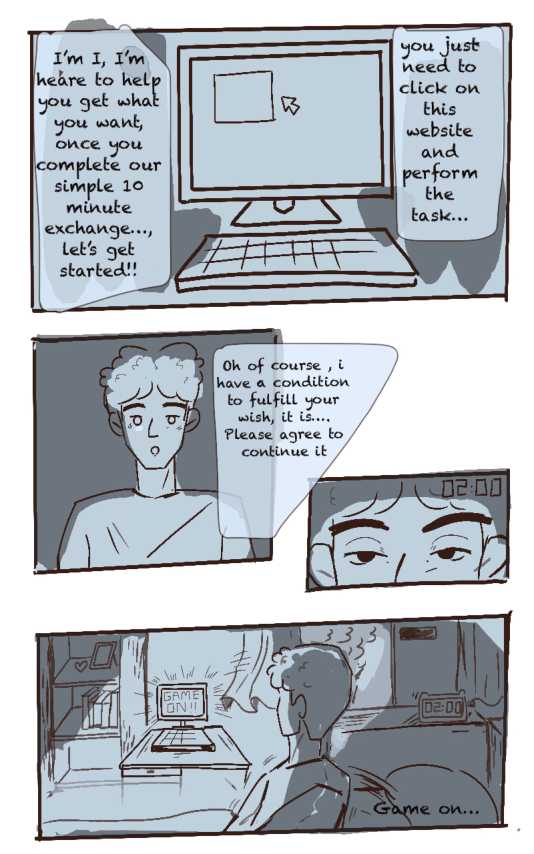 I'm I, I'm
heare to help
you get what
you want,
once you
complete our
simple 10
minute
exchange...,
let's get
started!!
you just
need to
click on
this
website
and
perform
the
task...
Oh of course , i
have a condition
to fulfill your
wish, it is....
Please agree to
continue it
02:00
GAME
ON!!
02:00
Game on...